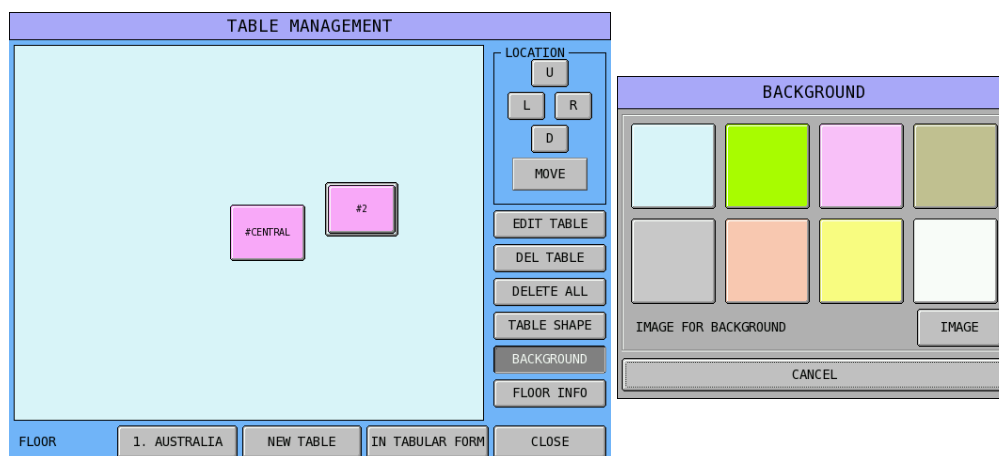 TABLE MANAGEMENT
LOCATION
U
L R
D
MOVE
#2
#CENTRAL
EDIT TABLE
DEL TABLE
DELETE ALL
TABLE SHAPE
BACKGROUND
FLOOR INFO
FLOOR 1. AUSTRALIA NEW TABLE IN TABULAR FORM CLOSE
BACKGROUND
IMAGE FOR BACKGROUND IMAGE
CANCEL